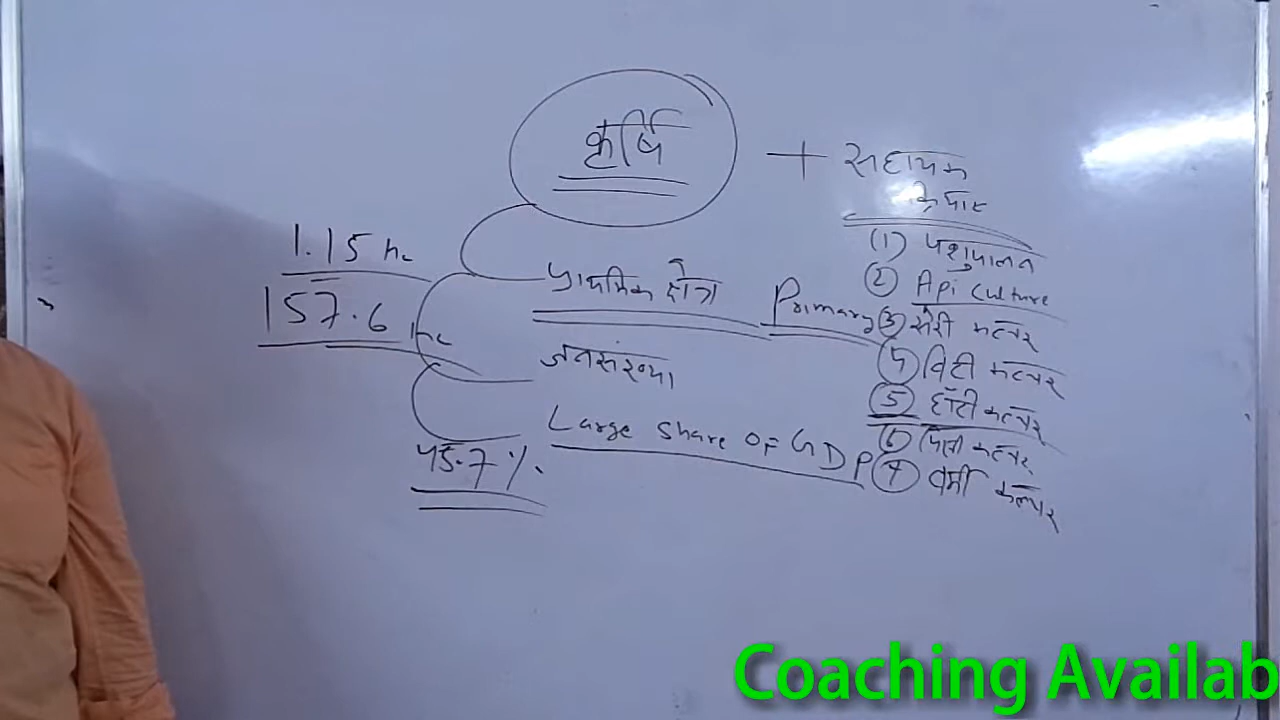 कृर्षि
+ सहायक
1.15 hc
157.6 hc
प्राथमिक क्षेत्र Primary
जनसंख्या
Large Share OF GDP
45.7%
(1) पशुपालन
(2) Api Culture
(3) सेरी कल्चर
(4) विटी कल्चर
(5) हॉर्टी कल्चर
(6) कल्चर
(7) वर्मी कल्चर
Coaching Availab